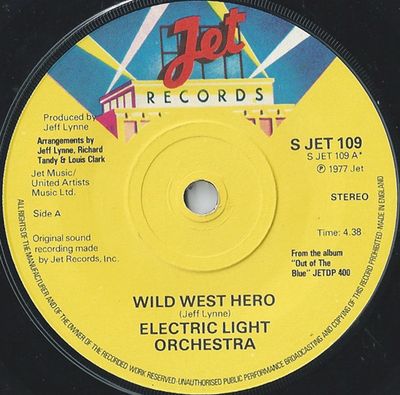 Jet
RECORDS
Produced by
Jeff Lynne
Arrangements by
Jeff Lynne, Richard
Tandy & Louis Clark
Jet Music/
United Artists
Music Ltd.
Side A
Original sound
recording made
by Jet Records, Inc.
S JET 109
S JET 109 A*
Ⓟ 1977 Jet
STEREO
Time: 4.38
From the album
"Out of The
Blue" JETDP 400
WILD WEST HERO
(Jeff Lynne)
ELECTRIC LIGHT
ORCHESTRA
ALL RIGHTS OF THE MANUFACTURER AND OF THE OWNER OF THE RECORDED WORK RESERVED · UNAUTHORISED PUBLIC PERFORMANCE BROADCASTING AND COPYING OF THIS RECORD PROHIBITED · MADE IN ENGLAND